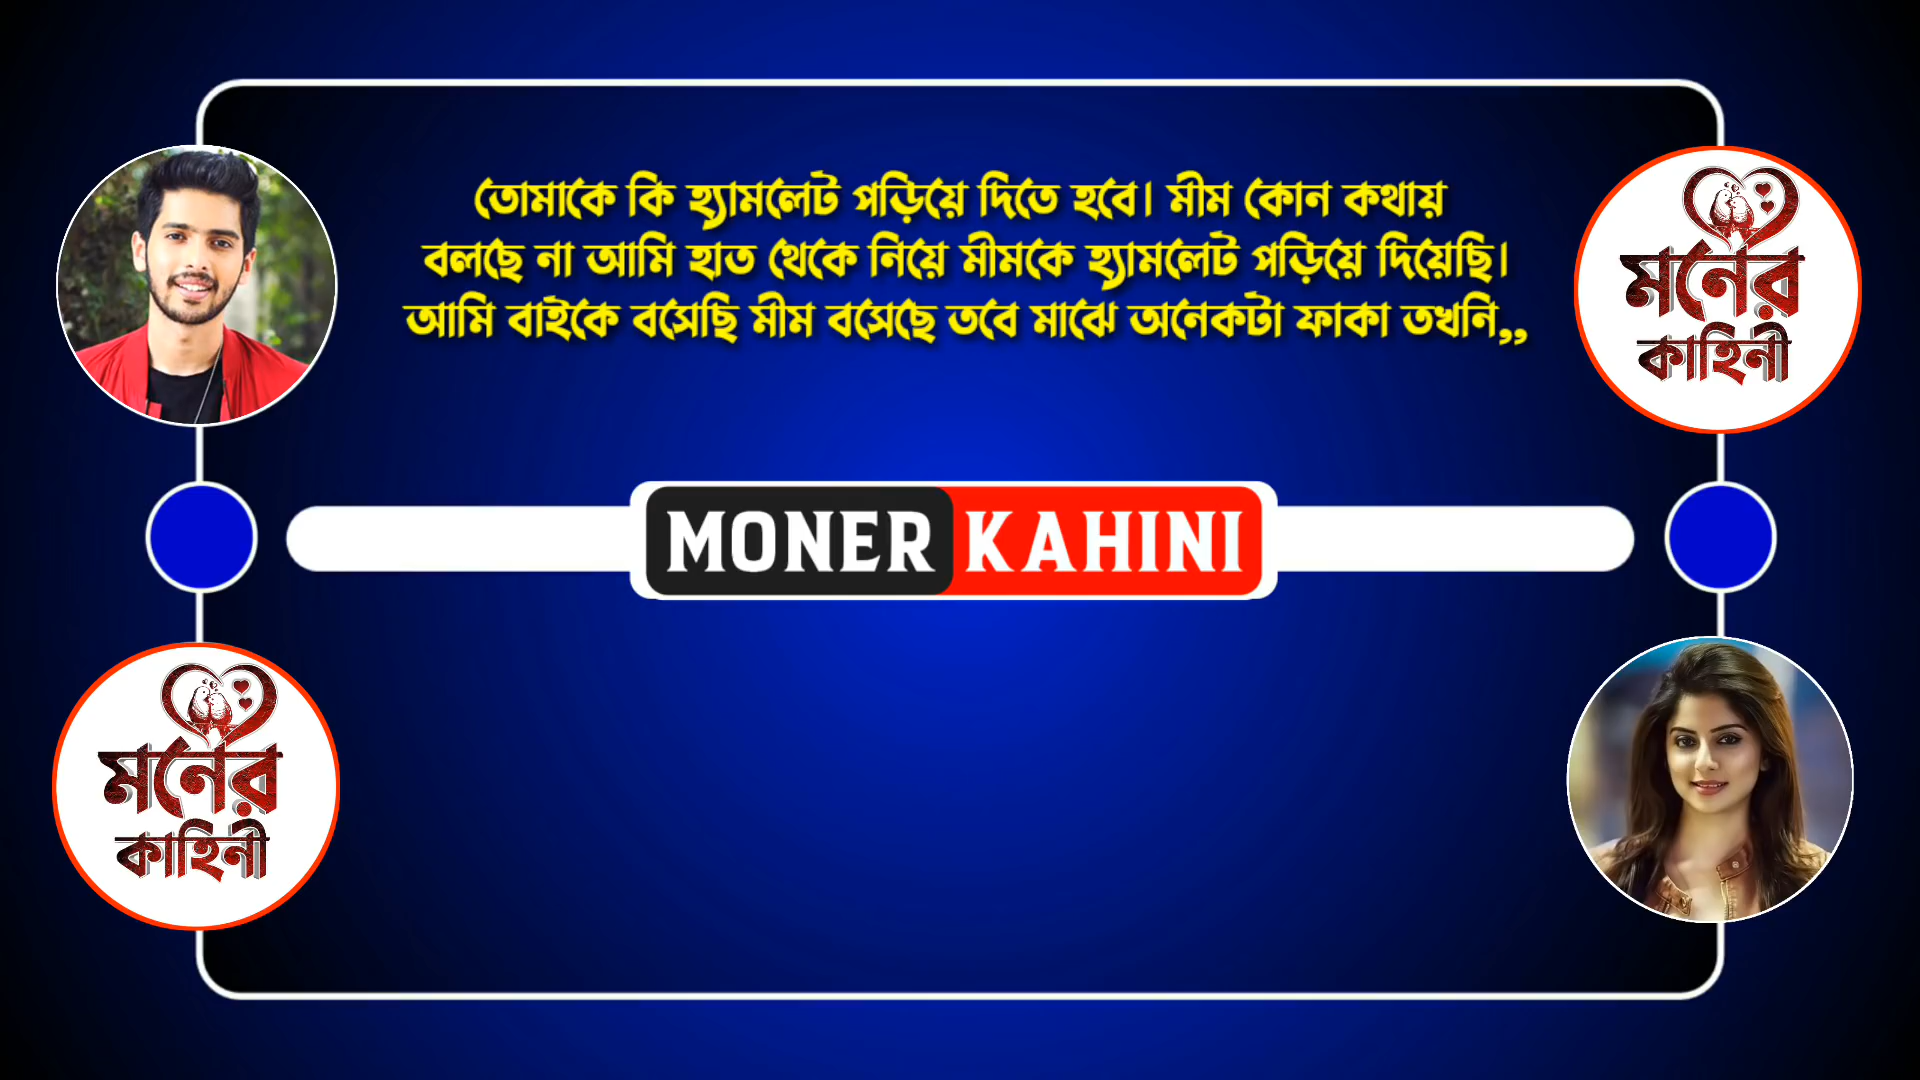 তোমাকে কি হ্যামলেট পড়িয়ে দিতে হবে। মীম কোন কথায়
বলছে না আমি হাত থেকে নিয়ে মীমকে হ্যামলেট পড়িয়ে দিয়েছি।
আমি বাইকে বসেছি মীম বসেছে তবে মাঝে অনেকটা ফাকা তখনি,,
মনের
কাহিনী
MONER KAHINI
মনের
কাহিনী